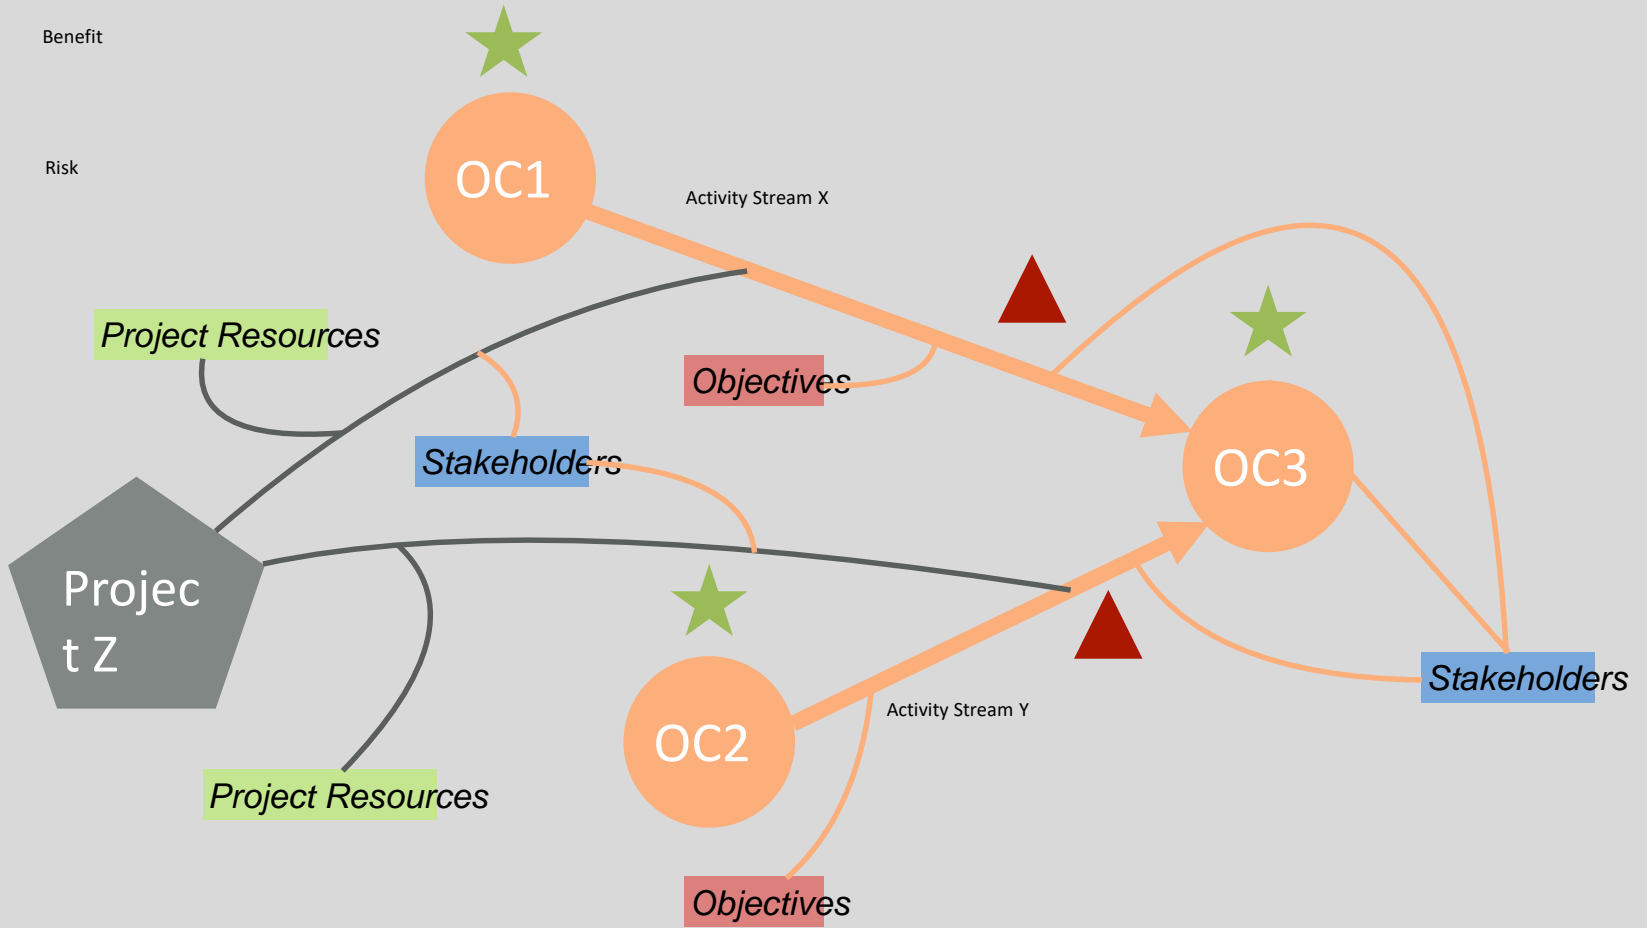 Benefit
Risk
OC1
Activity Stream X
Project Resources
Objectives
Stakeholders
OC3
Projec
t Z
Stakeholders
Activity Stream Y
OC2
Project Resources
Objectives